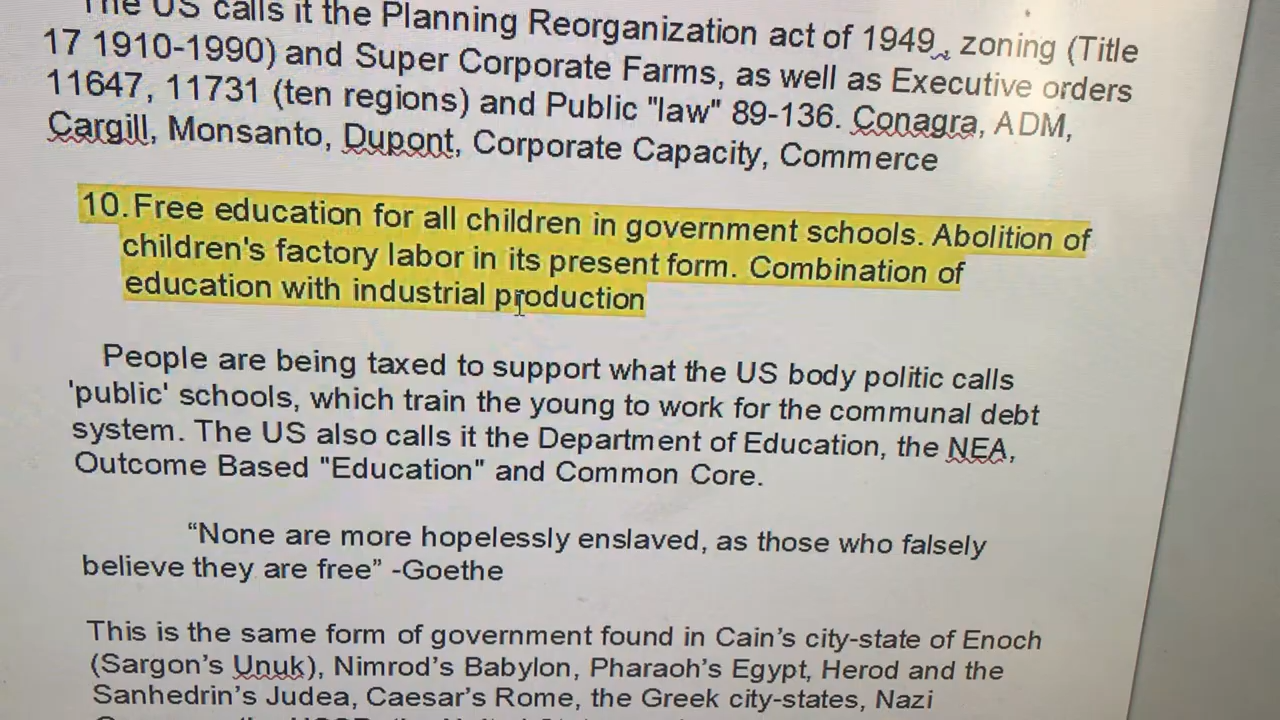 The US calls it the Planning Reorganization act of 1949, zoning (Title
17 1910-1990) and Super Corporate Farms, as well as Executive orders
11647, 11731 (ten regions) and Public "law" 89-136. Conagra, ADM,
Cargill, Monsanto, Dupont, Corporate Capacity, Commerce
10. Free education for all children in government schools. Abolition of
children's factory labor in its present form. Combination of
education with industrial production
People are being taxed to support what the US body politic calls
'public' schools, which train the young to work for the communal debt
system. The US also calls it the Department of Education, the NEA,
Outcome Based "Education" and Common Core.
“None are more hopelessly enslaved, as those who falsely
believe they are free” -Goethe
This is the same form of government found in Cain’s city-state of Enoch
(Sargon’s Unuk), Nimrod’s Babylon, Pharaoh’s Egypt, Herod and the
Sanhedrin’s Judea, Caesar’s Rome, the Greek city-states, Nazi